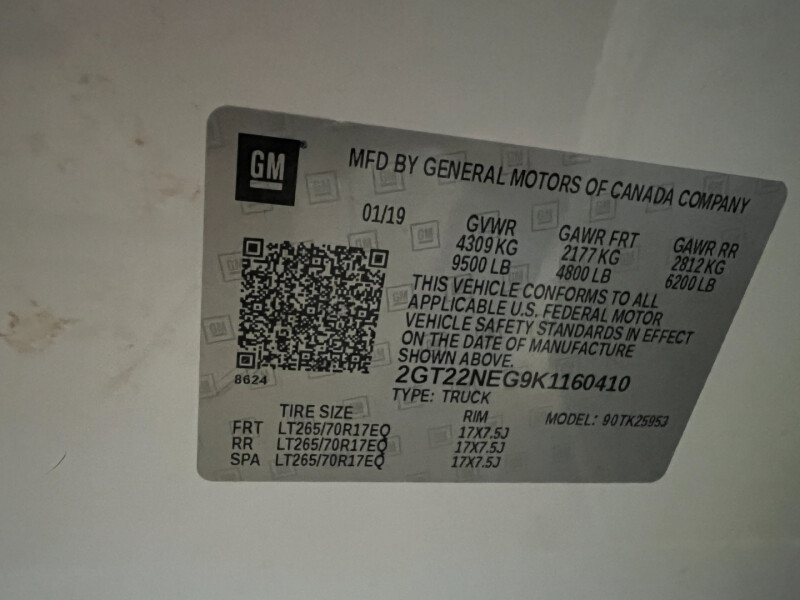 GM
MFD BY GENERAL MOTORS OF CANADA COMPANY
01/19
GVWR GAWR FRT GAWR RR
4309 KG 2177 KG 2812 KG
9500 LB 4800 LB 6200 LB
THIS VEHICLE CONFORMS TO ALL
APPLICABLE U.S. FEDERAL MOTOR
VEHICLE SAFETY STANDARDS IN EFFECT
ON THE DATE OF MANUFACTURE
SHOWN ABOVE.
8624
2GT22NEG9K1160410
TYPE: TRUCK
TIRE SIZE RIM MODEL: 90TK2595J
FRT LT265/70R17EQ 17X7.5J
RR LT265/70R17EQ 17X7.5J
SPA LT265/70R17EQ 17X7.5J